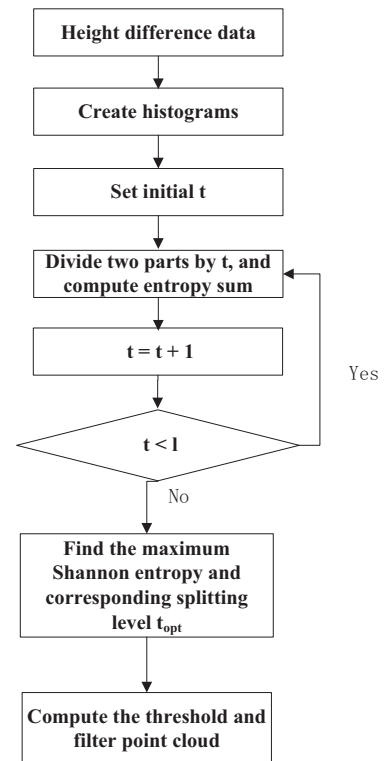 Height difference data
Create histograms
Set initial t
Divide two parts by t, and
compute entropy sum
t = t + 1
Yes
t < l
No
Find the maximum
Shannon entropy and
corresponding splitting
level tₒₚₜ
Compute the threshold and
filter point cloud